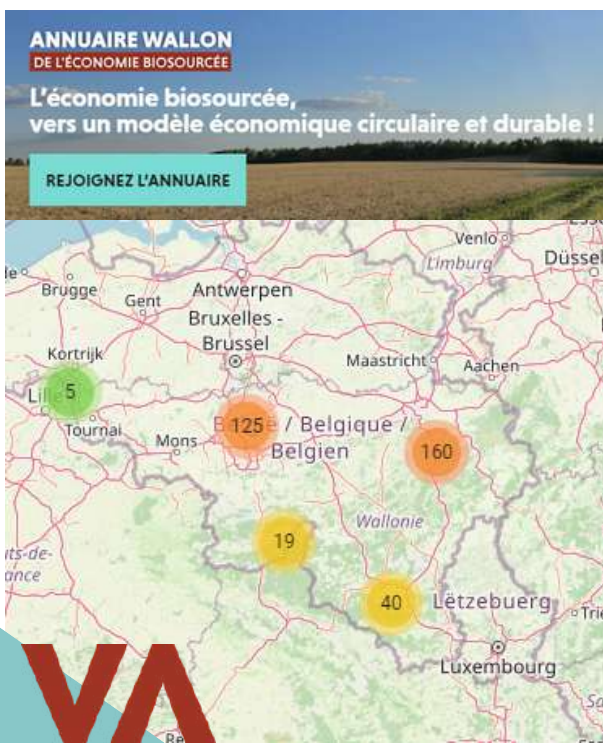 ANNUAIRE WALLON
DE L'ÉCONOMIE BIOSOURCÉE
L'économie biosourcée,
vers un modèle économique circulaire et durable !
REJOIGNEZ L'ANNUAIRE
Venlo
Limburg
Brugge
Gent
Antwerpen
Bruxelles -
Brussel
Kortrijk
Maastricht
Aachen
5
Tournai
Mons
125
/ Belgique /
Belgien
160
19
Wallonie
40
Lëtzebuerg
Luxembourg